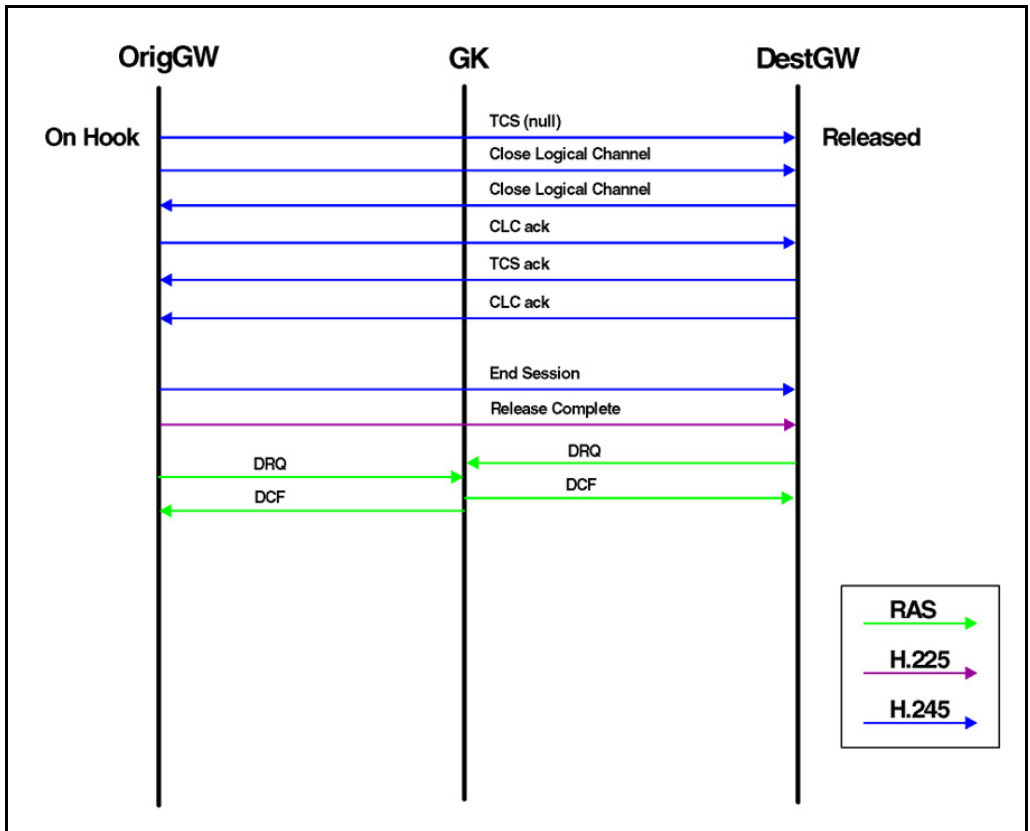 OrigGW
GK
DestGW
On Hook
TCS (null)
Released
Close Logical Channel
Close Logical Channel
CLC ack
TCS ack
CLC ack
End Session
Release Complete
DRQ
DRQ
DCF
DCF
RAS
H.225
H.245